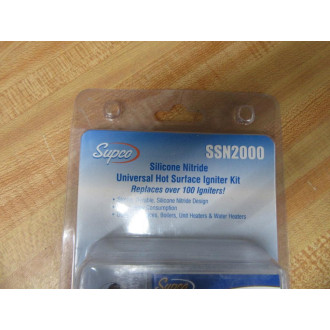 Supco
SSN2000
Silicone Nitride
Universal Hot Surface Igniter Kit
Replaces over 100 Igniters!
Silicone Nitride Design
Consumption
Boilers, Unit Heaters & Water Heaters
Supco